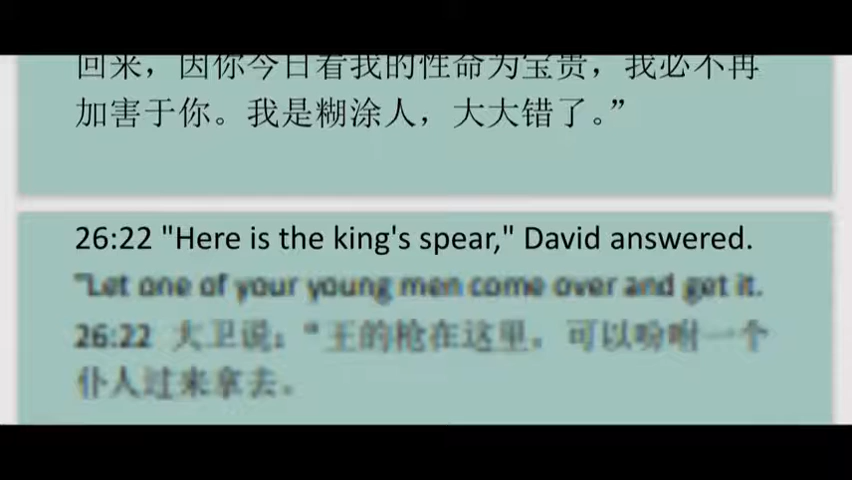 回来，因你今日看我的性命为宝贵，我必不再
加害于你。我是糊涂人，大大错了。”
26:22 "Here is the king's spear," David answered.
"Let one of your young men come over and get it.
26:22 大卫说：“王的枪在这里，可以吩咐一个
仆人过来拿去。